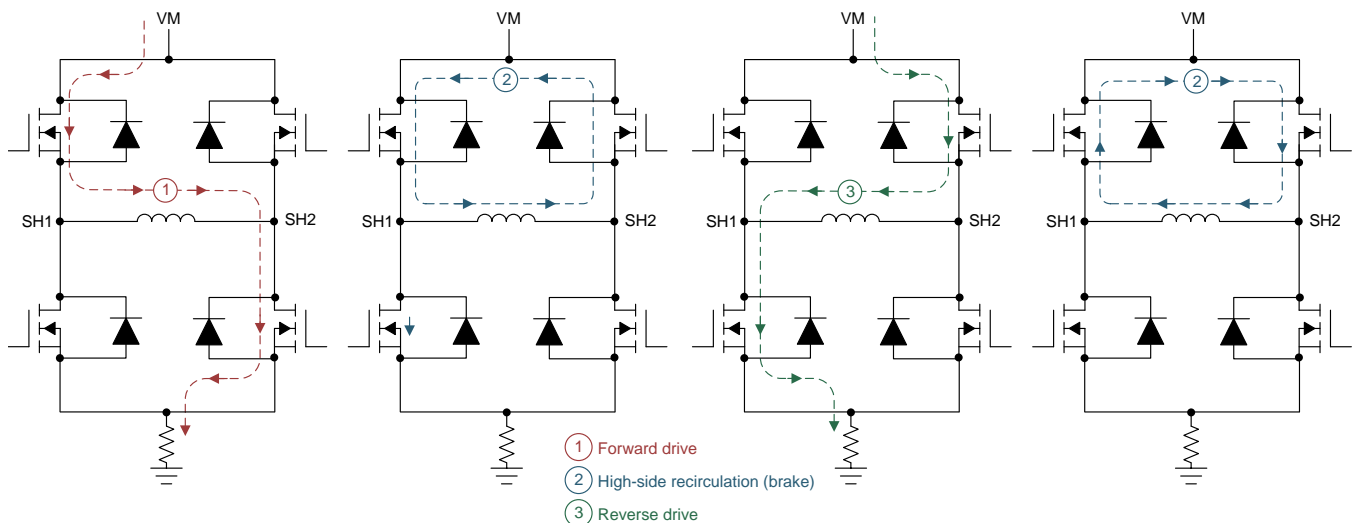 VM
VM
VM
VM
2
2
1
3
SH1
SH2
SH1
SH2
SH1
SH2
SH1
SH2
1 Forward drive
2 High-side recirculation (brake)
3 Reverse drive